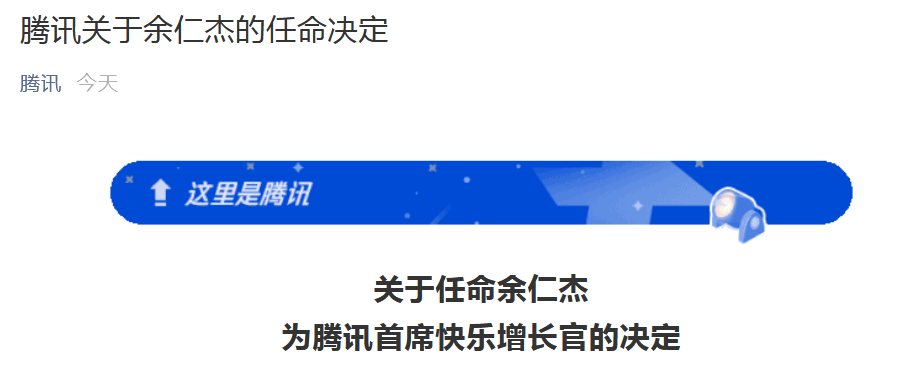 腾讯关于余仁杰的任命决定
腾讯 今天
这里是腾讯
关于任命余仁杰
为腾讯首席快乐增长官的决定